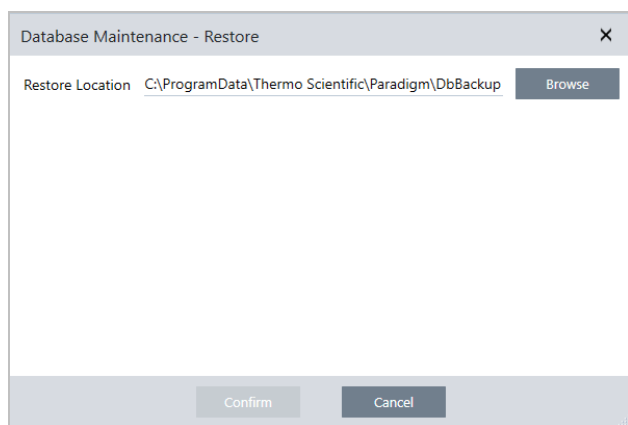 Database Maintenance - Restore
Restore Location C:\ProgramData\Thermo Scientific\Paradigm\DbBackup Browse
Confirm Cancel